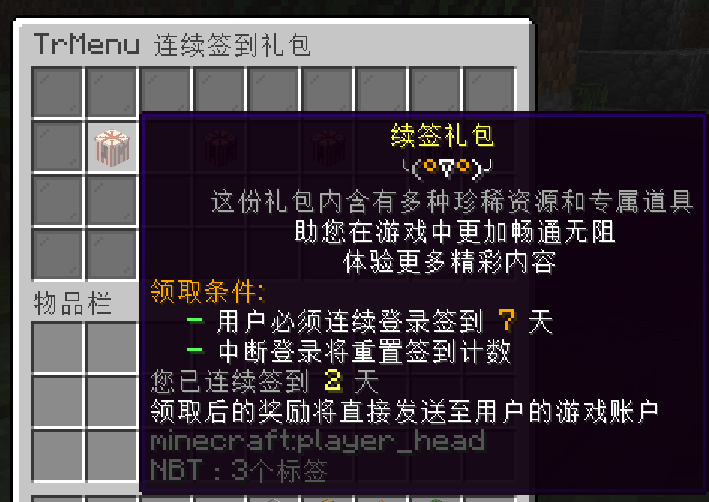 TrMenu 连续签到礼包
续签礼包
这份礼包内含有多种珍稀资源和专属道具
助您在游戏中更加畅通无阻
体验更多精彩内容
领取条件:
- 用户必须连续登录签到 7 天
- 中断登录将重置签到计数
您已连续签到 2 天
领取后的奖励将直接发送至用户的游戏账户
物品栏
minecraft:player_head
NBT：3个标签